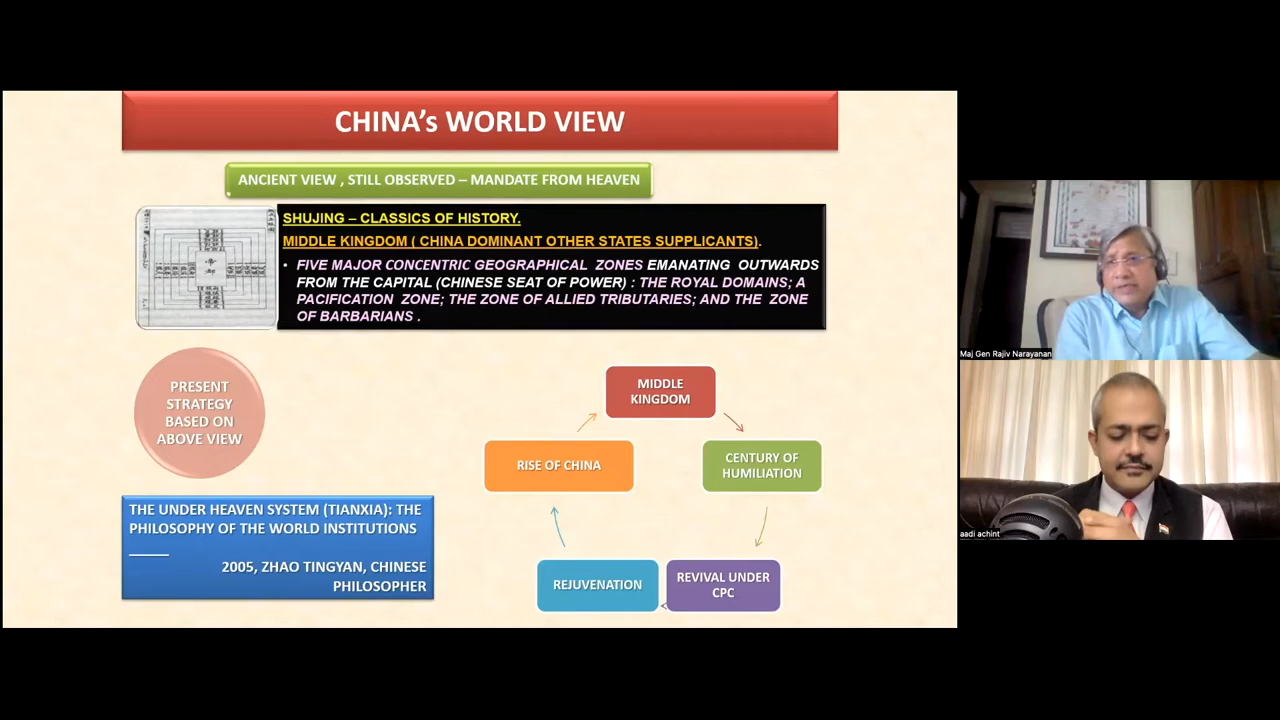 CHINA's WORLD VIEW
ANCIENT VIEW , STILL OBSERVED – MANDATE FROM HEAVEN
SHUJING – CLASSICS OF HISTORY.
MIDDLE KINGDOM ( CHINA DOMINANT OTHER STATES SUPPLICANTS).
• FIVE MAJOR CONCENTRIC GEOGRAPHICAL ZONES EMANATING OUTWARDS
FROM THE CAPITAL (CHINESE SEAT OF POWER) : THE ROYAL DOMAINS; A
PACIFICATION ZONE; THE ZONE OF ALLIED TRIBUTARIES; AND THE ZONE
OF BARBARIANS .
PRESENT
STRATEGY
BASED ON
ABOVE VIEW
THE UNDER HEAVEN SYSTEM (TIANXIA): THE
PHILOSOPHY OF THE WORLD INSTITUTIONS
2005, ZHAO TINGYAN, CHINESE
PHILOSOPHER
MIDDLE
KINGDOM
CENTURY OF
HUMILIATION
REVIVAL UNDER
CPC
REJUVENATION
RISE OF CHINA
Maj Gen Rajiv Narayanan
aadi achint